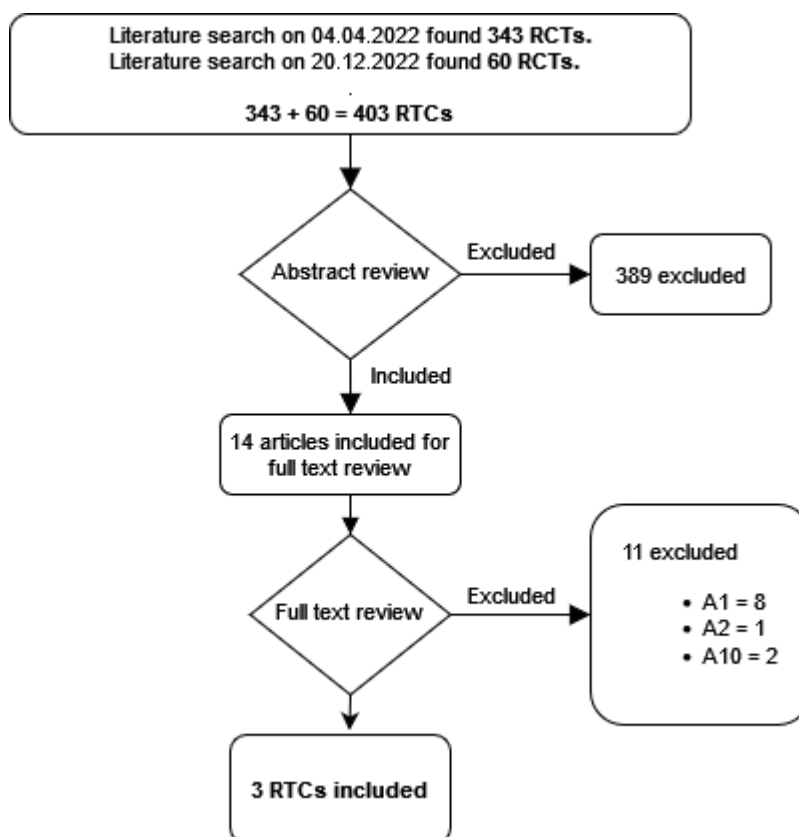 Literature search on 04.04.2022 found 343 RCTs.
Literature search on 20.12.2022 found 60 RCTs.
.
343 + 60 = 403 RTCs
Abstract review
Excluded
389 excluded
Included
14 articles included for
full text review
Full text review
Excluded
11 excluded
• A1 = 8
• A2 = 1
• A10 = 2
3 RTCs included